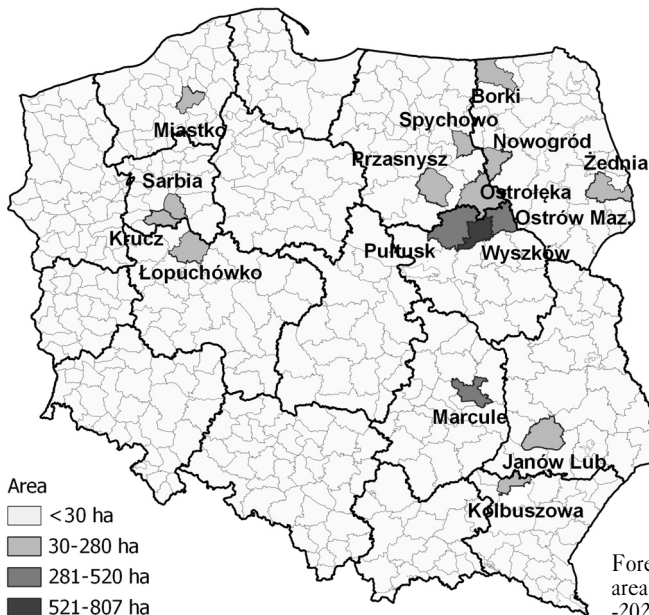 Borki
Spychowo
Miastko
Nowogród
Przasnysz
Żednia
Sarbia
Ostrołęka
Ostrów Maz.
Krucz
Pułtusk
Wyszków
Łopuchówko
Marcule
Janów Lub.
Kolbuszowa
Area
<30 ha
30-280 ha
281-520 ha
521-807 ha
Fore
area
-202